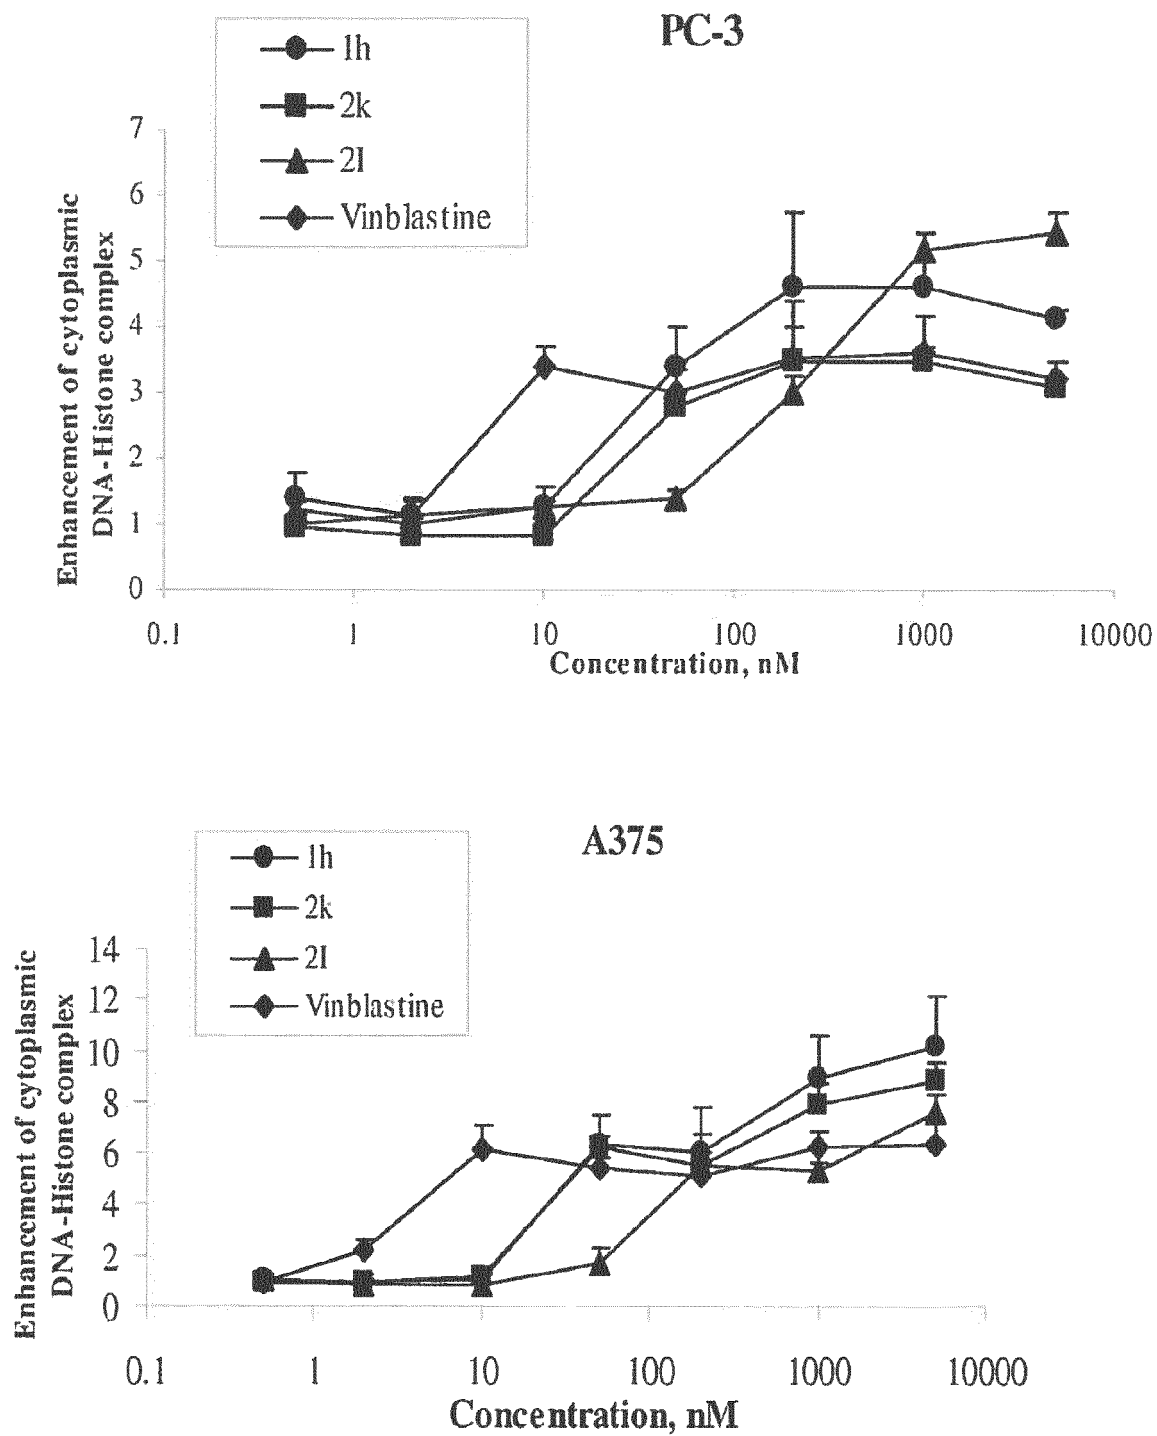 PC-3
1h
2k
2l
Vinblastine
7
6
5
4
3
2
1
0
Enhancement of cytoplasmic
DNA-Histone complex
0.1 1 10 100 1000 10000
Concentration, nM
A375
1h
2k
2l
Vinblastine
14
12
10
8
6
4
2
0
Enhancement of cytoplasmic
DNA-Histone complex
0.1 1 10 100 1000 10000
Concentration, nM